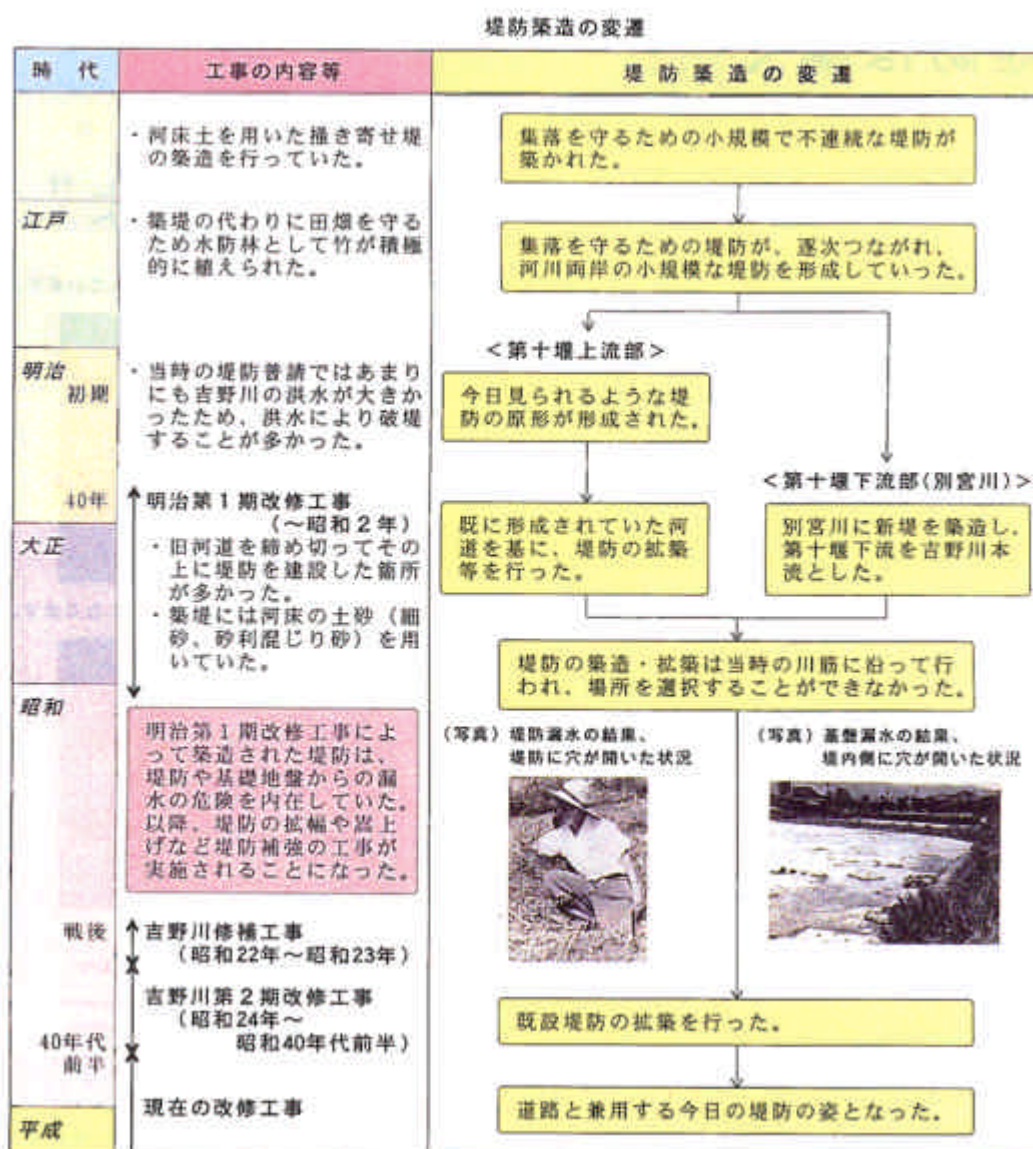 堤防築造の変遷
時代
工事の内容等
堤防築造の変遷
・河床土を用いた掻き寄せ堤
の築造を行っていた。
集落を守るための小規模で不連続な堤防が
築かれた。
江戸
・築堤の代わりに田畑を守る
ため水防林として竹が積極
的に植えられた。
集落を守るための堤防が、逐次つながれ、
河川両岸の小規模な堤防を形成していった。
明治
初期
・当時の堤防普請ではあまり
にも吉野川の洪水が大きか
ったため、洪水により破堤
することが多かった。
<第十堰上流部>
今日見られるような堤
防の原形が形成された。
40年
明治第1期改修工事
(～昭和2年)
・旧河道を締め切ってその
上に堤防を建設した箇所
が多かった。
・築堤には河床の土砂（細
砂、砂利混じり砂）を用
いていた。
既に形成されていた河
道を基に、堤防の拡築
等を行った。
<第十堰下流部(別宮川)>
別宮川に新堤を築造し、
第十堰下流を吉野川本
流とした。
大正
堤防の築造・拡築は当時の川筋に沿って行
われ、場所を選択することができなかった。
昭和
明治第1期改修工事によ
って築造された堤防は、
堤防や基礎地盤からの漏
水の危険を内在していた。
以降、堤防の拡幅や嵩上
げなど堤防補強の工事が
実施されることになった。
(写真)堤防漏水の結果、
堤防に穴が開いた状況
(写真)基盤漏水の結果、
堤内側に穴が開いた状況
戦後
吉野川修補工事
(昭和22年～昭和23年)
吉野川第2期改修工事
(昭和24年～
昭和40年代前半)
40年代
前半
既設堤防の拡築を行った。
現在の改修工事
道路と兼用する今日の堤防の姿となった。
平成